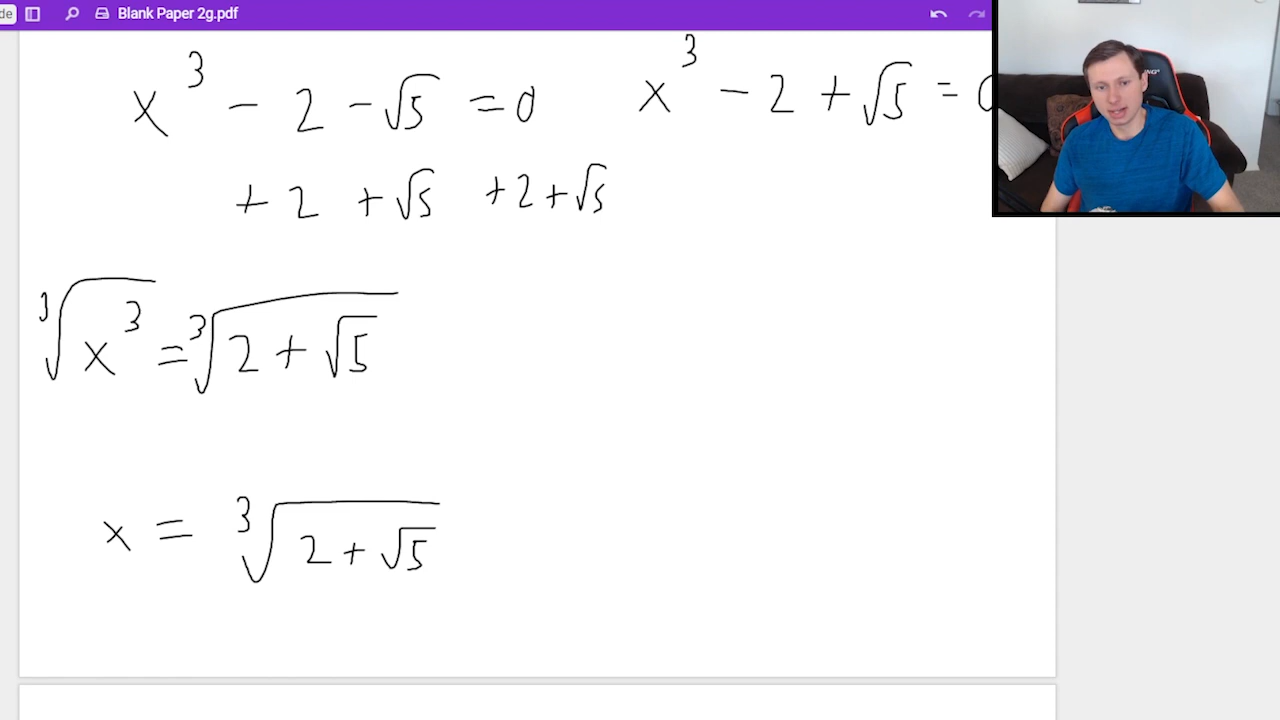 de
Blank Paper 2g.pdf
x³ - 2 - √5 = 0
x³ - 2 + √5 = 0
+ 2 + √5 + 2 + √5
∛x³ = ∛2 + √5
x = ∛2 + √5